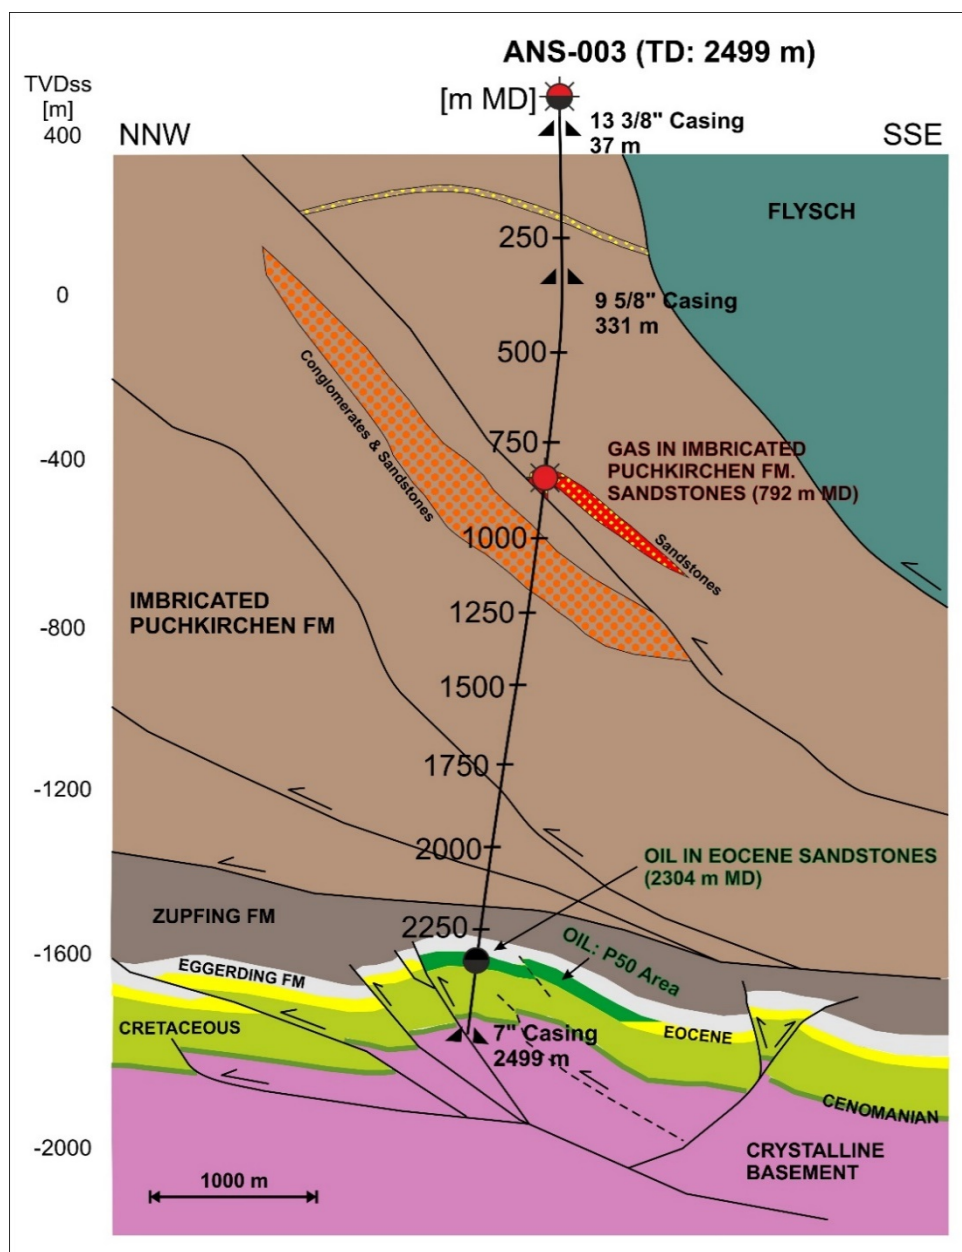 ANS-003 (TD: 2499 m)
TVDss
[m]
[m MD]
400
NNW
13 3/8" Casing
37 m
SSE
FLYSCH
250
0
9 5/8" Casing
331 m
500
Conglomerates & Sandstones
750
-400
GAS IN IMBRICATED
PUCHKIRCHEN FM.
SANDSTONES (792 m MD)
1000
Sandstones
IMBRICATED
PUCHKIRCHEN FM
1250
-800
1500
1750
-1200
2000
OIL IN EOCENE SANDSTONES
(2304 m MD)
ZUPFING FM
2250
-1600
OIL: P50 Area
EGGERDING FM
CRETACEOUS
7" Casing
2499 m
EOCENE
CENOMANIAN
-2000
CRYSTALLINE
BASEMENT
1000 m